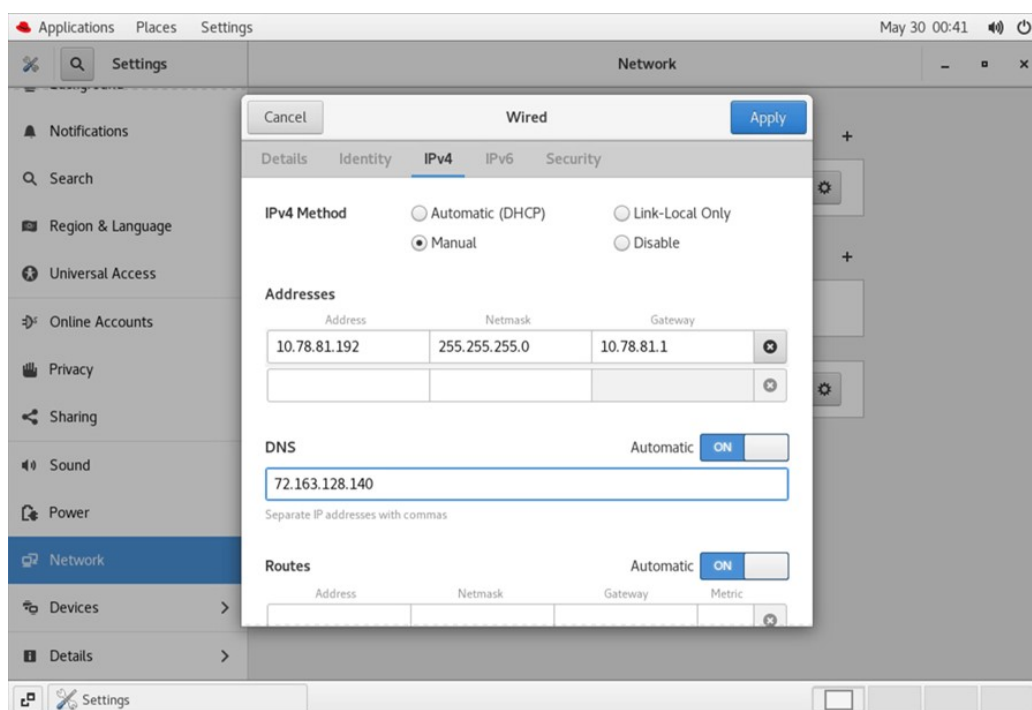 Applications Places Settings May 30 00:41
Settings Network
Background
Notifications
Search
Region & Language
Universal Access
Online Accounts
Privacy
Sharing
Sound
Power
Network
Devices
Details
Cancel Wired Apply
Details Identity IPv4 IPv6 Security
IPv4 Method Automatic (DHCP) Link-Local Only
Manual Disable
Addresses
Address Netmask Gateway
10.78.81.192 255.255.255.0 10.78.81.1
DNS Automatic ON
72.163.128.140
Separate IP addresses with commas
Routes Automatic ON
Address Netmask Gateway Metric
Settings